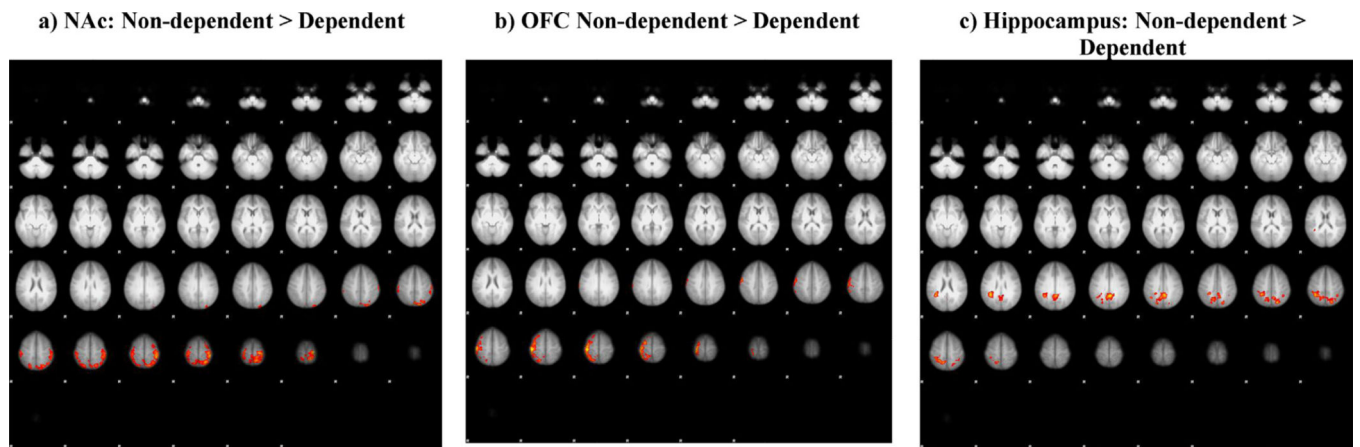 a) NAc: Non-dependent > Dependent
b) OFC Non-dependent > Dependent
c) Hippocampus: Non-dependent >
Dependent